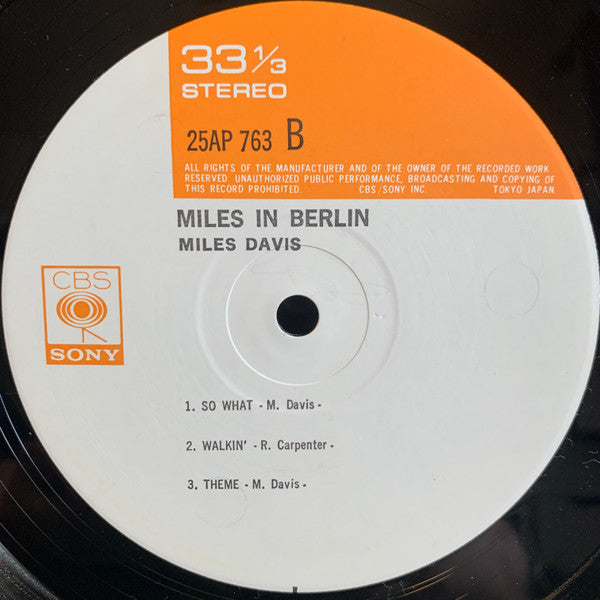 33 1/3
STEREO
25AP 763 B
ALL RIGHTS OF THE MANUFACTURER AND OF THE OWNER OF THE RECORDED WORK
RESERVED. UNAUTHORIZED PUBLIC PERFORMANCE, BROADCASTING AND COPYING OF
THIS RECORD PROHIBITED. CBS/SONY INC. TOKYO JAPAN.
MILES IN BERLIN
MILES DAVIS
CBS
SONY
1. SO WHAT - M. Davis -
2. WALKIN' - R. Carpenter -
3. THEME - M. Davis -